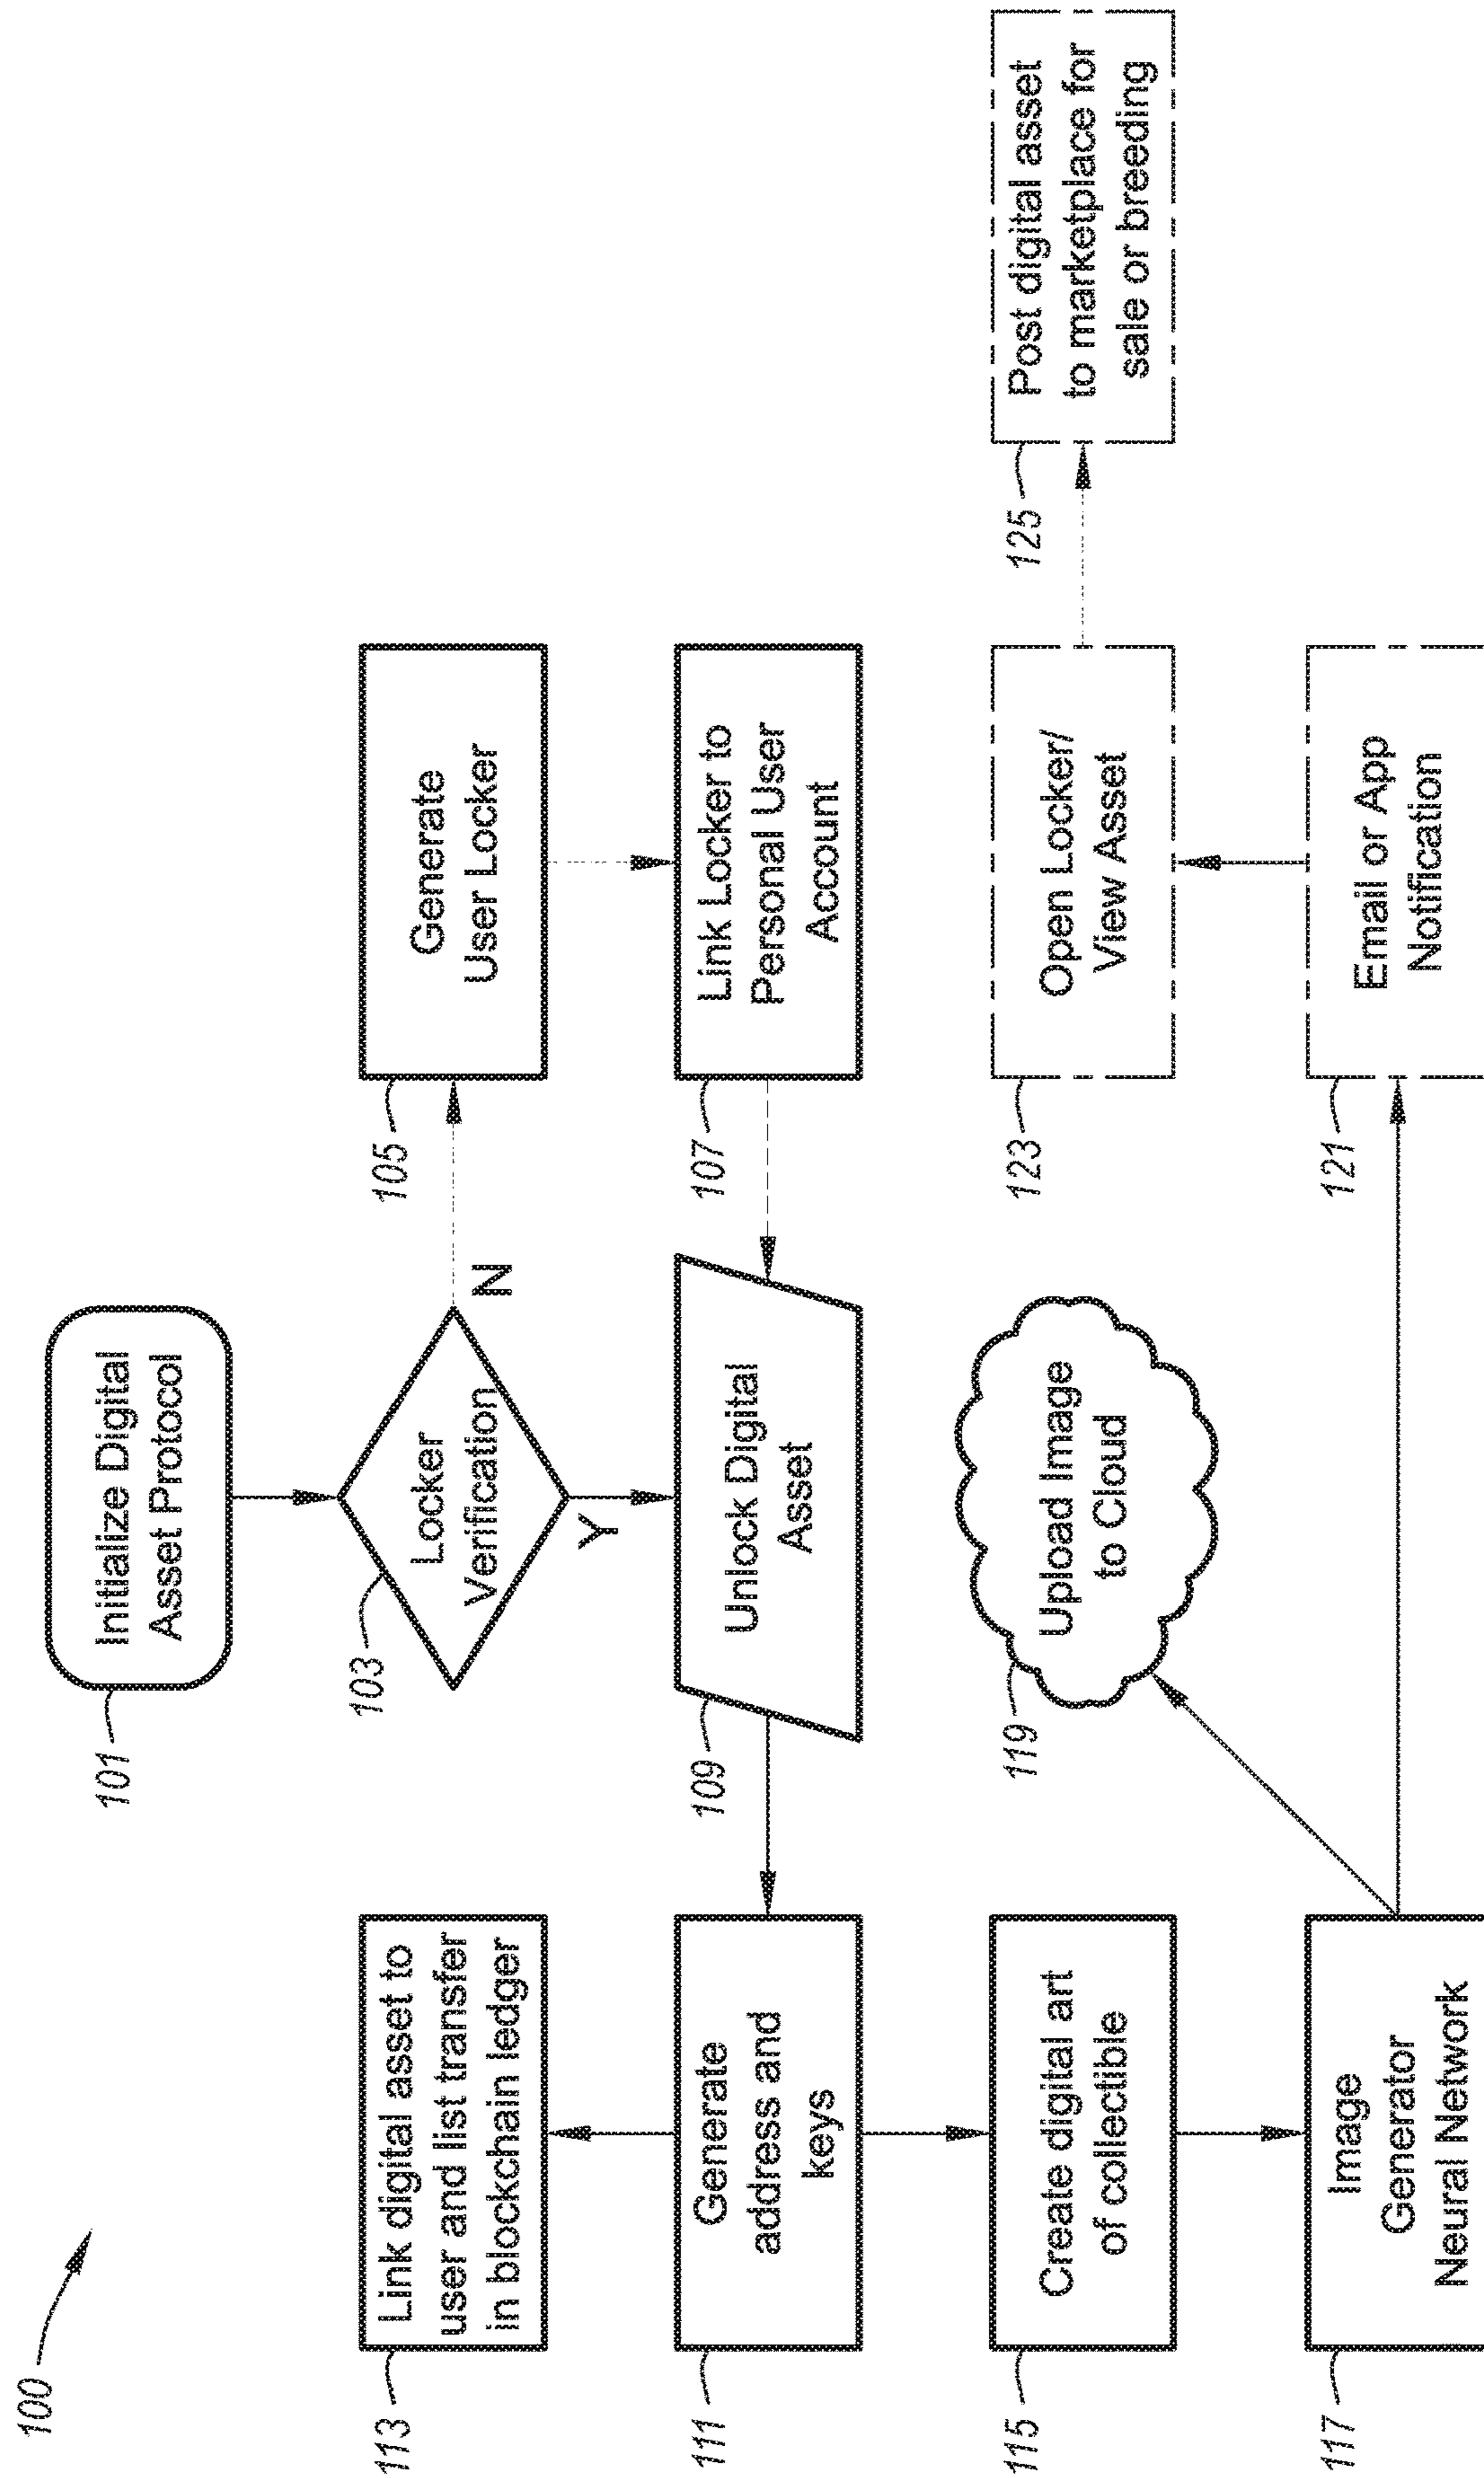 100
101
Initialize Digital
Asset Protocol
103
Locker
Verification
N
Y
105
Generate
User Locker
113
Link digital asset to
user and list transfer
in blockchain ledger
111
Generate
address and
keys
109
Unlock Digital
Asset
107
Link Locker to
Personal User
Account
115
Create digital art
of collectible
119
Upload Image
to Cloud
123
Open Locker/
View Asset
125
Post digital asset
to marketplace for
sale or breeding
117
Image
Generator
Neural Network
121
Email or App
Notification